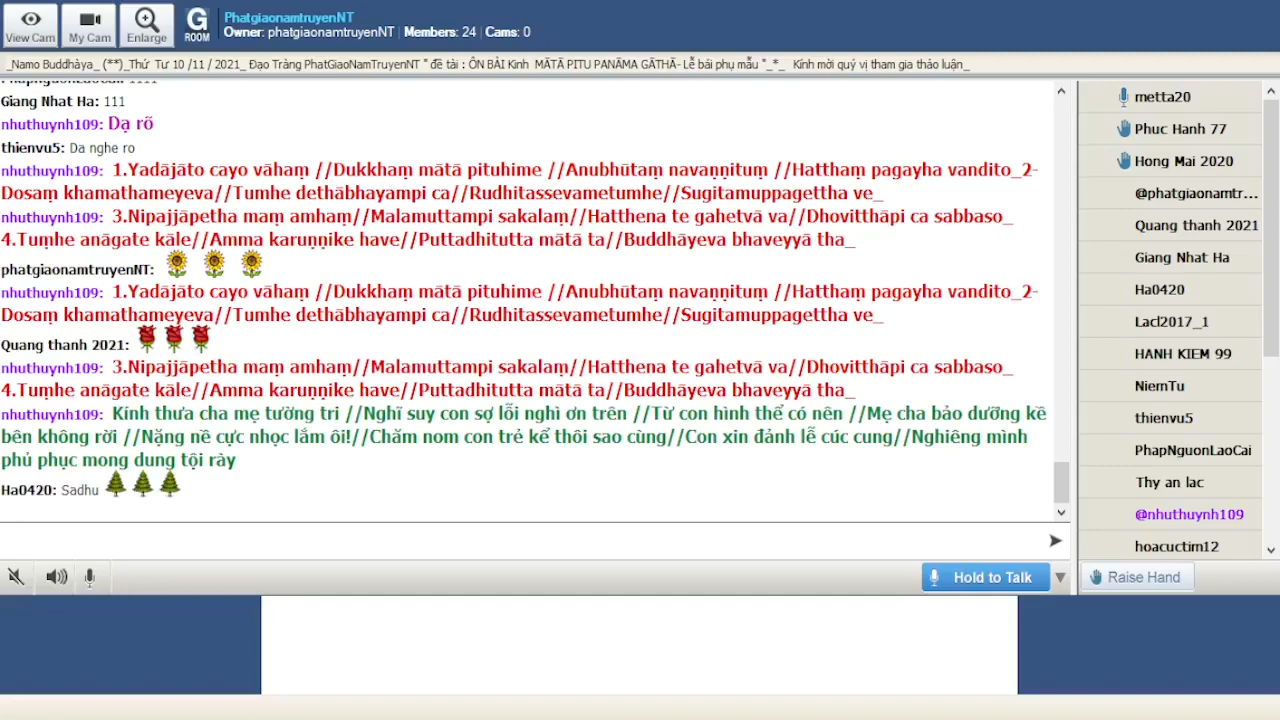 View Cam
My Cam
Enlarge
G
ROOM
PhatgiaonamtruyenNT
Owner: phatgiaonamtruyenNT | Members: 24 | Cams: 0
_Namo Buddhàya_ (**)_Thứ Tư 10 /11 / 2021_ Đạo Tràng PhatGiaoNamTruyenNT " đề tài : ÔN BÀI Kinh MĀTĀ PITU PANĀMA GĀTHĀ- Lễ bái phụ mẫu "_*_ Kính mời quý vị tham gia thảo luận_
PhapNguonLaoCai: 1111
Giang Nhat Ha: 111
nhuthuynh109: Dạ rõ
thienvu5: Da nghe ro
nhuthuynh109: 1.Yadājāto cayo vāhaṃ //Dukkhaṃ mātā pituhime //Anubhūtaṃ navaṇṇituṃ //Hatthaṃ pagayha vandito_2-
Dosaṃ khamathameyeva//Tumhe dethābhayampi ca//Rudhitassevametumhe//Sugitamuppagettha ve_
nhuthuynh109: 3.Nipajjāpetha maṃ amhaṃ//Malamuttampi sakalaṃ//Hatthena te gahetvā va//Dhovitthāpi ca sabbaso_
4.Tuṃhe anāgate kāle//Amma karuṇṇike have//Puttadhitutta mātā ta//Buddhāyeva bhaveyyā tha_
phatgiaonamtruyenNT:
nhuthuynh109: 1.Yadājāto cayo vāhaṃ //Dukkhaṃ mātā pituhime //Anubhūtaṃ navaṇṇituṃ //Hatthaṃ pagayha vandito_2-
Dosaṃ khamathameyeva//Tumhe dethābhayampi ca//Rudhitassevametumhe//Sugitamuppagettha ve_
Quang thanh 2021:
nhuthuynh109: 3.Nipajjāpetha maṃ amhaṃ//Malamuttampi sakalaṃ//Hatthena te gahetvā va//Dhovitthāpi ca sabbaso_
4.Tuṃhe anāgate kāle//Amma karuṇṇike have//Puttadhitutta mātā ta//Buddhāyeva bhaveyyā tha_
nhuthuynh109: Kính thưa cha mẹ tường tri //Nghĩ suy con sợ lỗi nghì ơn trên //Từ con hình thể có nên //Mẹ cha bảo dưỡng kề
bên không rời //Nặng nề cực nhọc lắm ôi!//Chăm nom con trẻ kể thôi sao cùng//Con xin đảnh lễ cúc cung//Nghiêng mình
phủ phục mong dung tội rày
Ha0420: Sadhu
Hold to Talk
metta20
Phuc Hanh 77
Hong Mai 2020
@phatgiaonamtr...
Quang thanh 2021
Giang Nhat Ha
Ha0420
Lacl2017_1
HANH KIEM 99
NiemTu
thienvu5
PhapNguonLaoCai
Thy an lac
@nhuthuynh109
hoacuctim12
Raise Hand